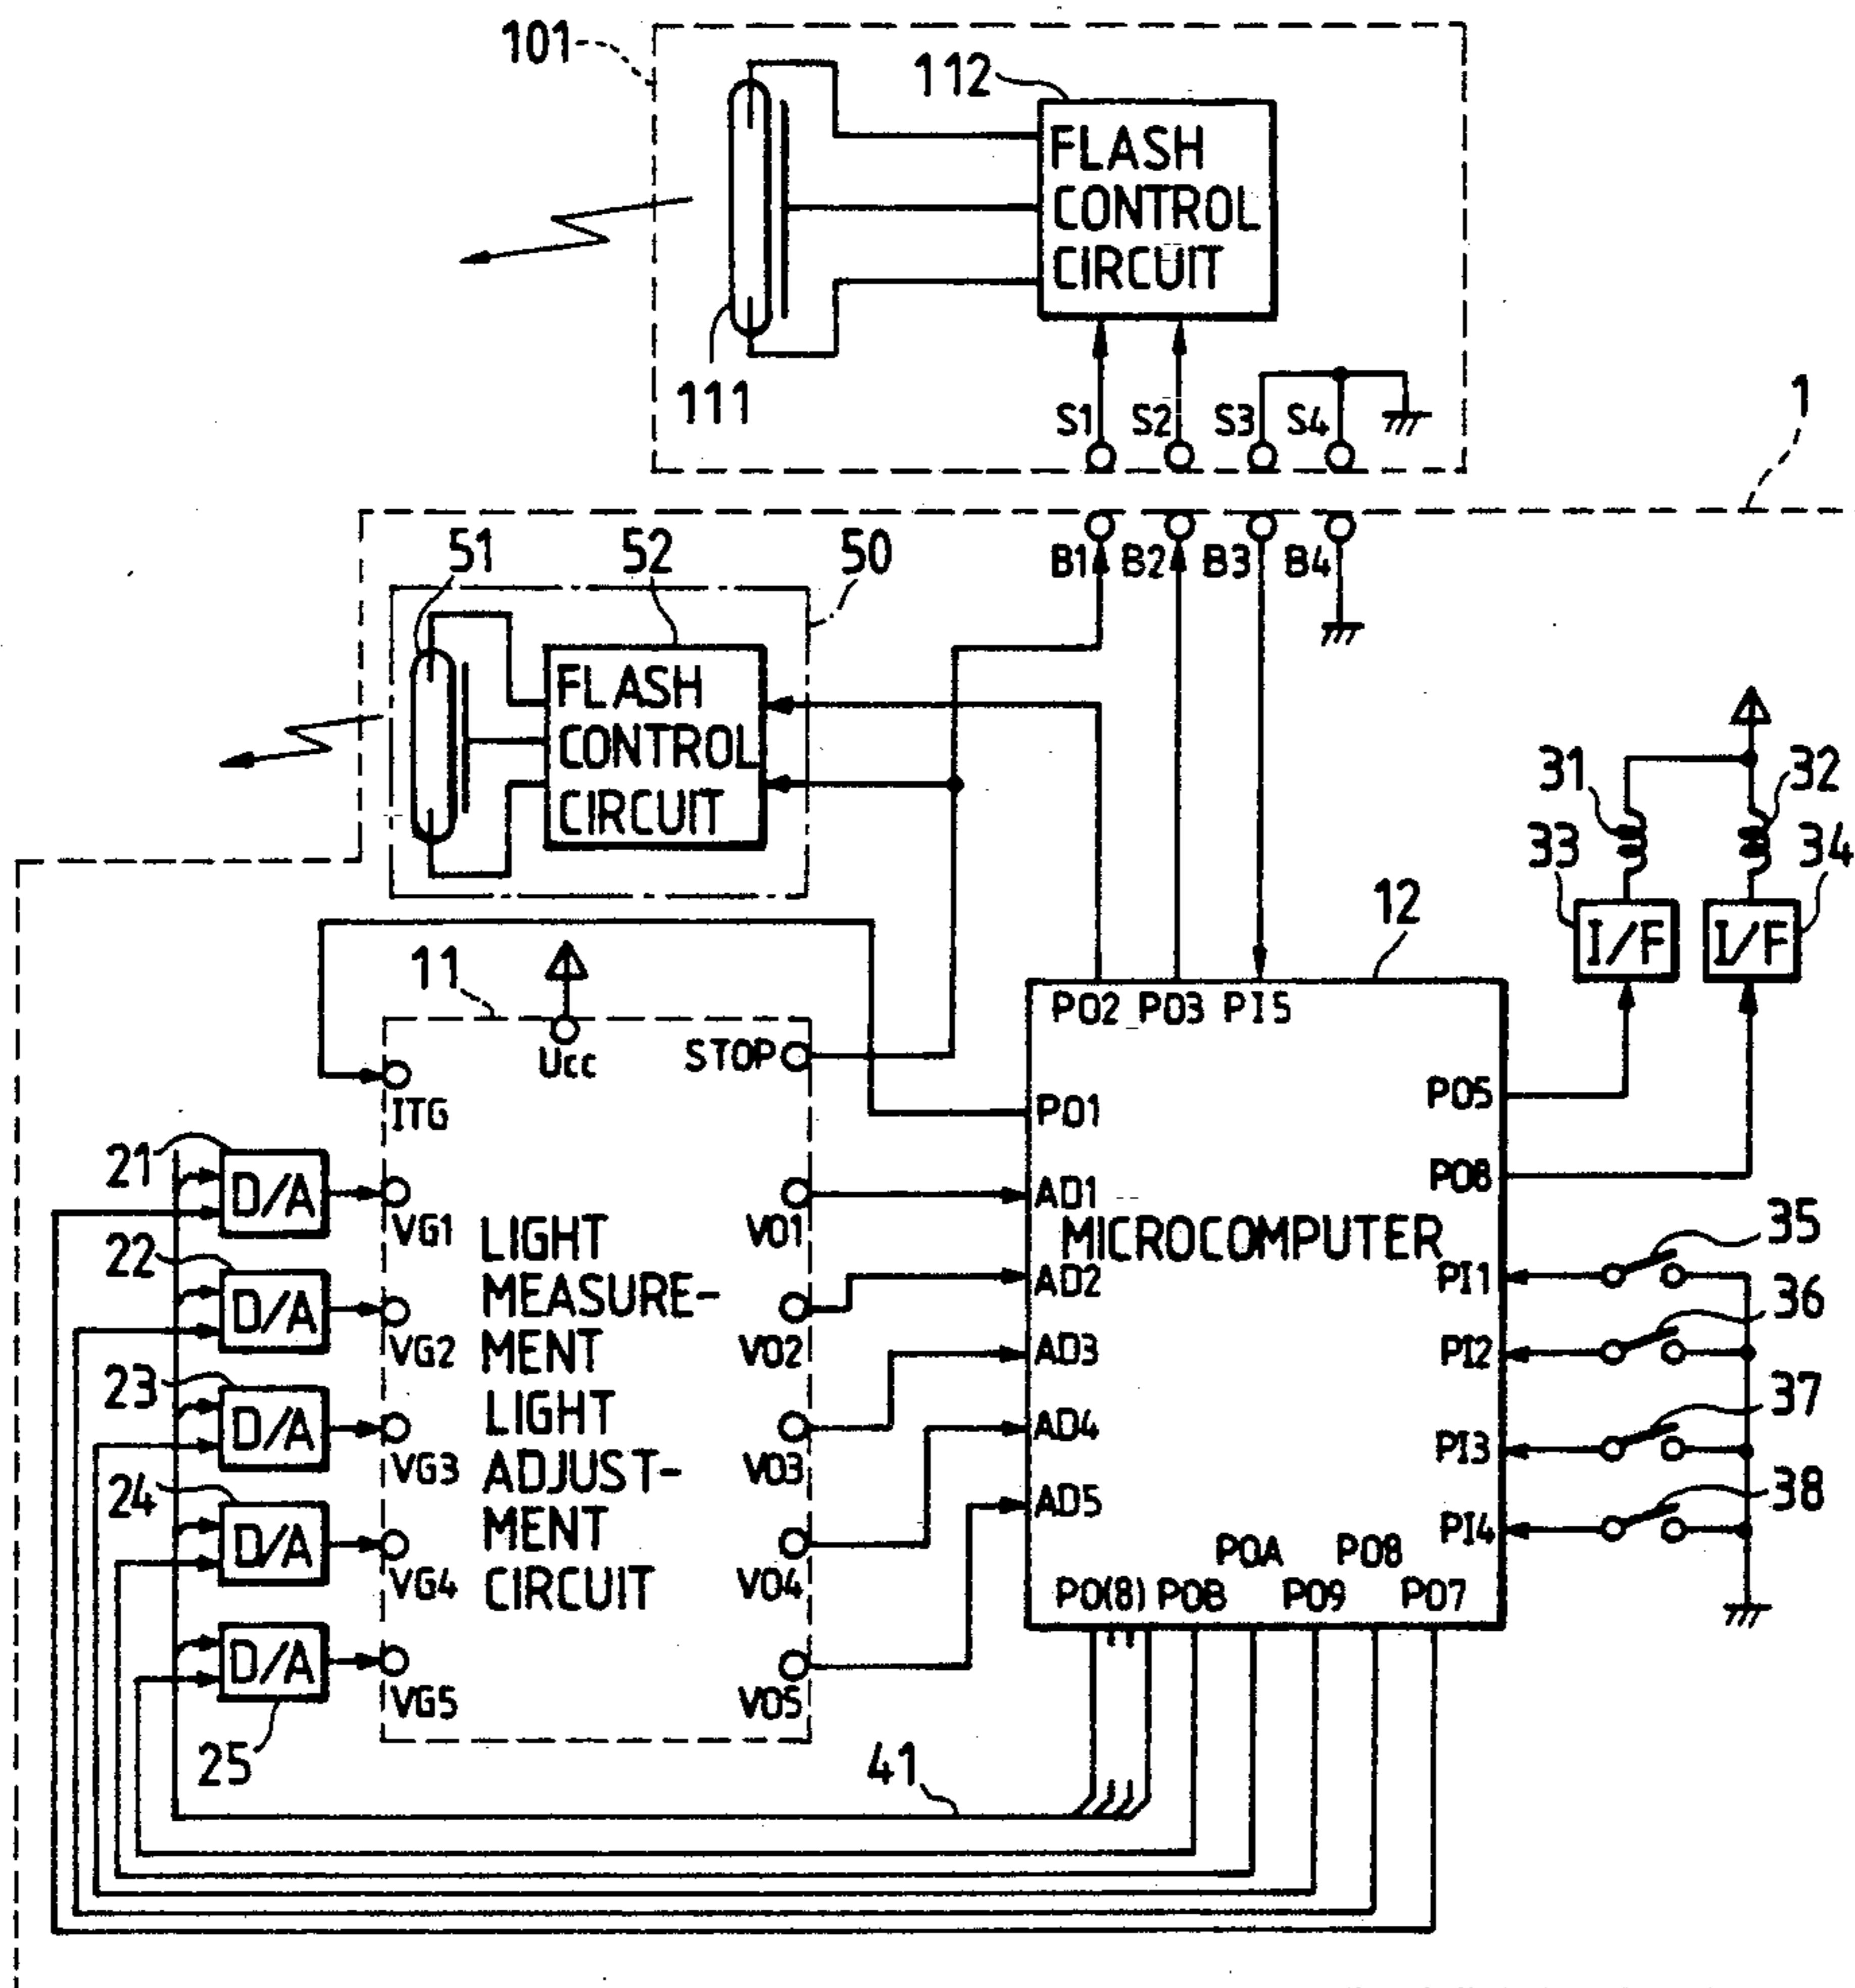 101
112
FLASH
CONTROL
CIRCUIT
111
S1 S2 S3 S4
1
51 52 50
B1 B2 B3 B4
FLASH
CONTROL
CIRCUIT
31 32
33 34
I/F I/F
12
11
Ucc
STOP
ITG
PO2 PO3 PI5
PO1
PO5
PO6
21
D/A
VG1
22
D/A
VG2
23
D/A
VG3
24
D/A
VG4
D/A
VG5
25
LIGHT
MEASURE-
MENT
LIGHT
ADJUST-
MENT
CIRCUIT
VO1
VO2
VO3
VO4
VO5
AD1
MICROCOMPUTER
AD2
AD3
AD4
AD5
PI1
PI2
PI3
PI4
35
36
37
38
POA PO8
PO(8) POB PO9 PO7
41